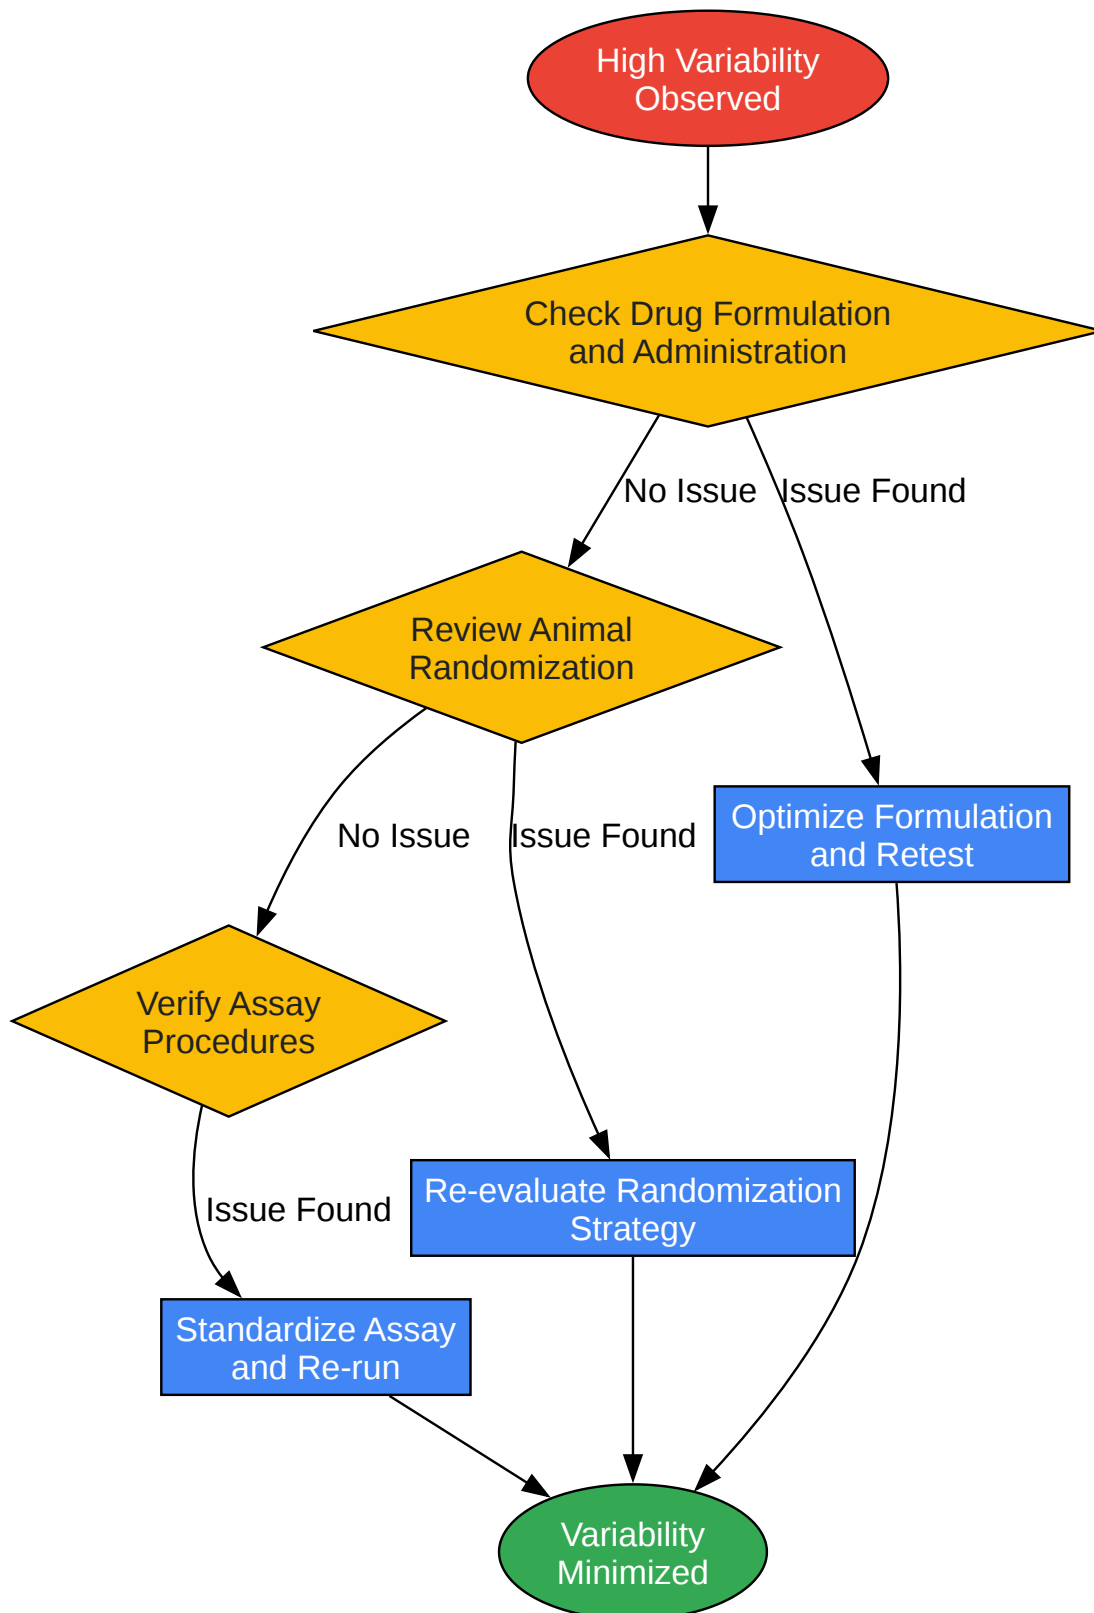 High Variability
Observed
Check Drug Formulation
and Administration
No Issue
Issue Found
Review Animal
Randomization
Optimize Formulation
and Retest
No Issue
Issue Found
Verify Assay
Procedures
Re-evaluate Randomization
Strategy
Issue Found
Standardize Assay
and Re-run
Variability
Minimized